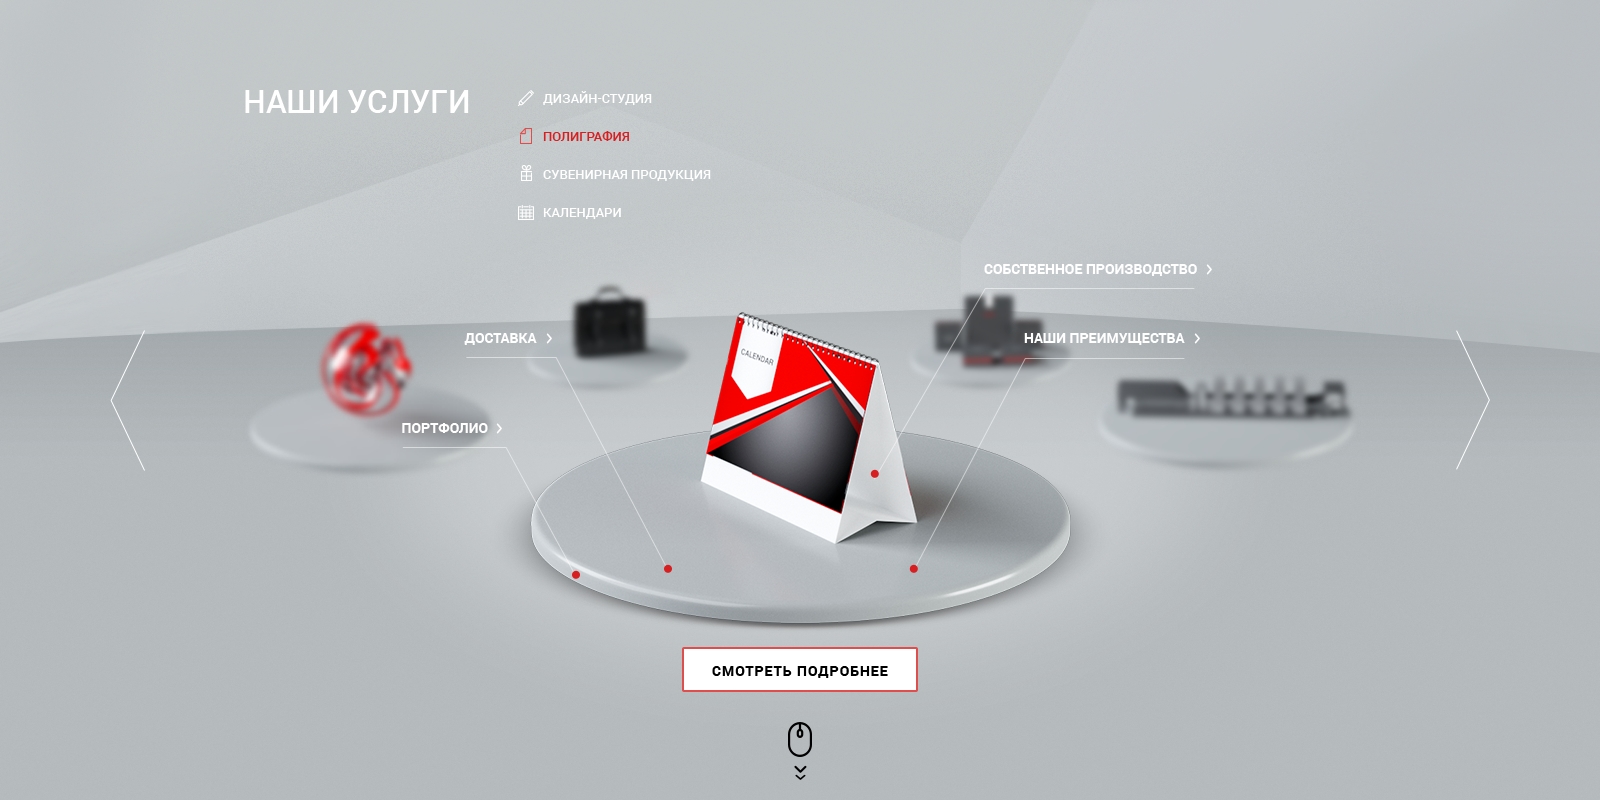 НАШИ УСЛУГИ
ДИЗАЙН-СТУДИЯ
ПОЛИГРАФИЯ
СУВЕНИРНАЯ ПРОДУКЦИЯ
КАЛЕНДАРИ
СОБСТВЕННОЕ ПРОИЗВОДСТВО
ДОСТАВКА
НАШИ ПРЕИМУЩЕСТВА
CALENDAR
ПОРТФОЛИО
СМОТРЕТЬ ПОДРОБНЕЕ